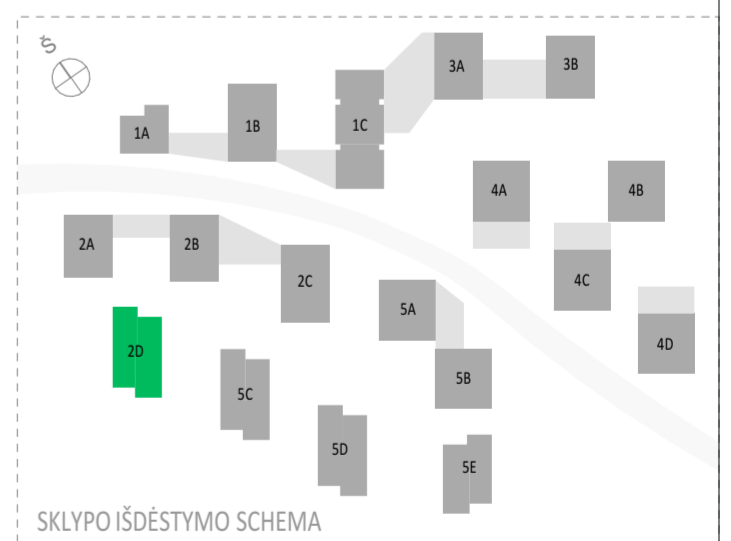 Š
3A
3B
1A
1B
1C
4A
4B
2A
2B
2C
4C
5A
4D
2D
5B
5C
5D
5E
SKLYPO IŠDĖSTYMO SCHEMA